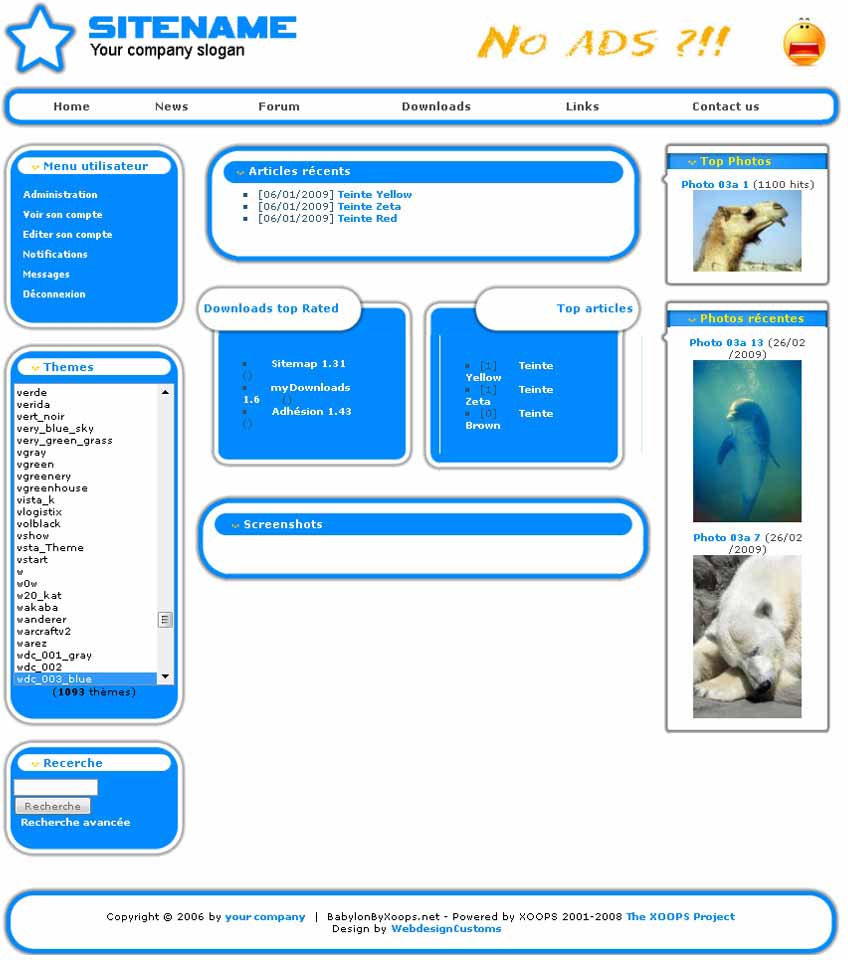 SITENAME
Your company slogan
No ADS ?!!
Home News Forum Downloads Links Contact us
Menu utilisateur
Administration
Voir son compte
Editer son compte
Notifications
Messages
Déconnexion
Themes
verde
verida
vert_noir
very_blue_sky
very_green_grass
vgray
vgreen
vgreenery
vgreenhouse
vista_k
vlogistix
volblack
vshow
vsta_Theme
vstart
w
w0w
w20_kat
wakaba
wanderer
warcraftv2
warez
wdc_001_gray
wdc_002
wdc_003_blue
(1093 thèmes)
Recerche
Recherche
Recherche avancée
Articles récents
[06/01/2009] Teinte Yellow
[06/01/2009] Teinte Zeta
[06/01/2009] Teinte Red
Downloads top Rated
Sitemap 1.31
()
myDownloads
1.6 ()
Adhésion 1.43
()
Top articles
[1] Teinte
Yellow
[1] Teinte
Zeta
[0] Teinte
Brown
Screenshots
Top Photos
Photo 03a 1 (1100 hits)
Photos récentes
Photo 03a 13 (26/02
/2009)
Photo 03a 7 (26/02
/2009)
Copyright © 2006 by your company | BabylonByXoops.net - Powered by XOOPS 2001-2008 The XOOPS Project
Design by WebdesignCustoms